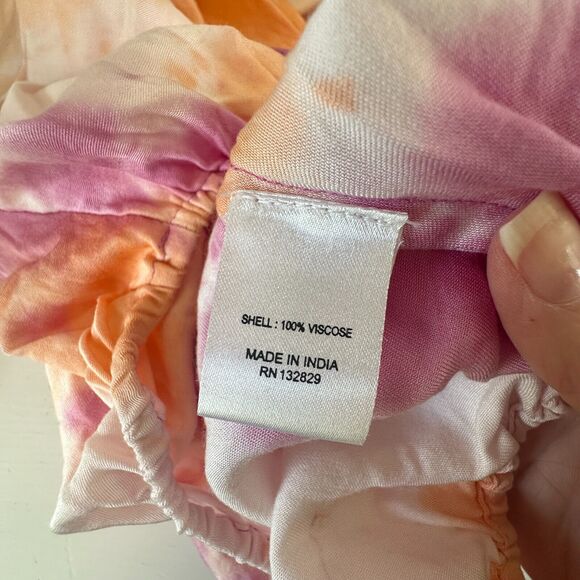 SHELL : 100% VISCOSE
MADE IN INDIA
RN 132829